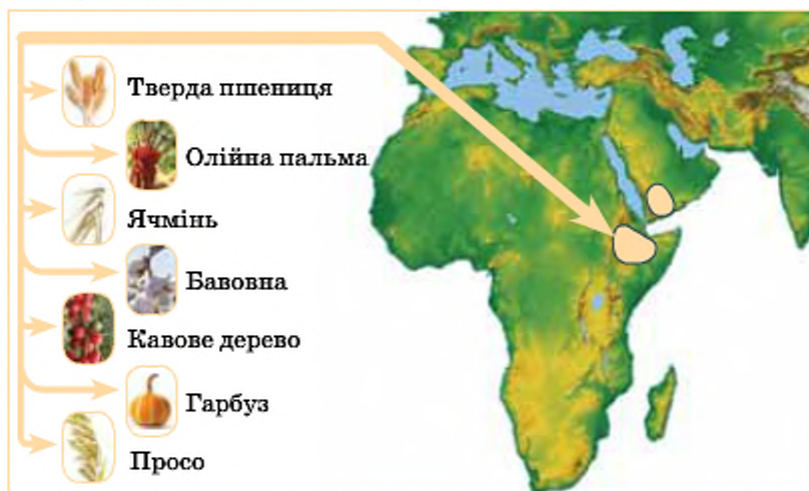 Тверда пшениця
Олійна пальма
Ячмінь
Бавовна
Кавове дерево
Гарбуз
Просо